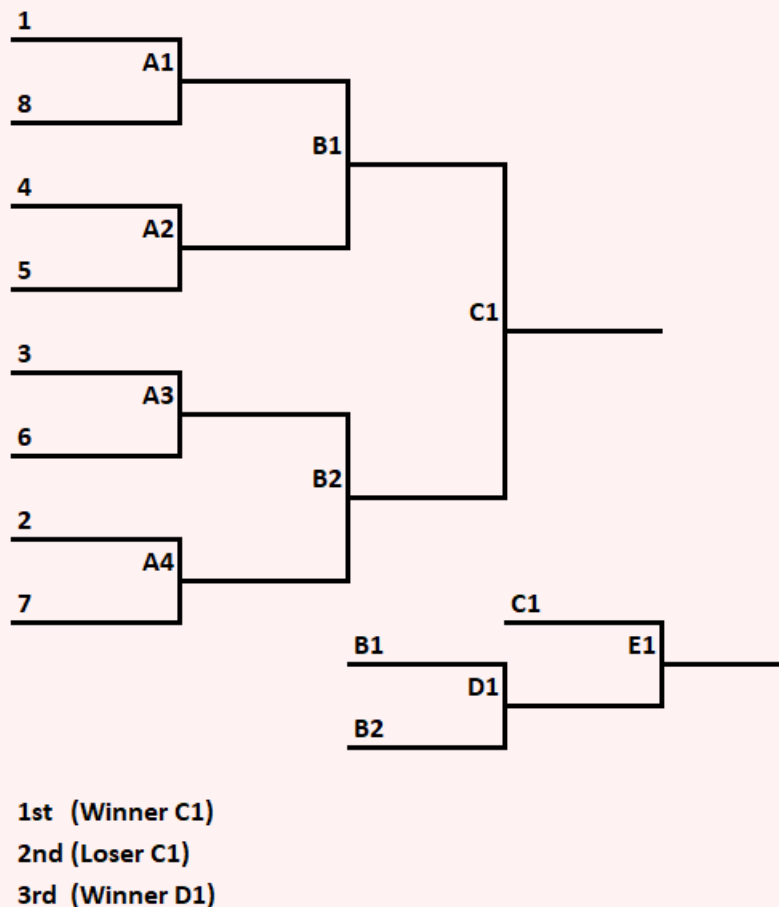 1
A1
8
B1
4
A2
5
C1
3
A3
6
B2
2
A4
7
C1
B1
E1
D1
B2
1st (Winner C1)
2nd (Loser C1)
3rd (Winner D1)